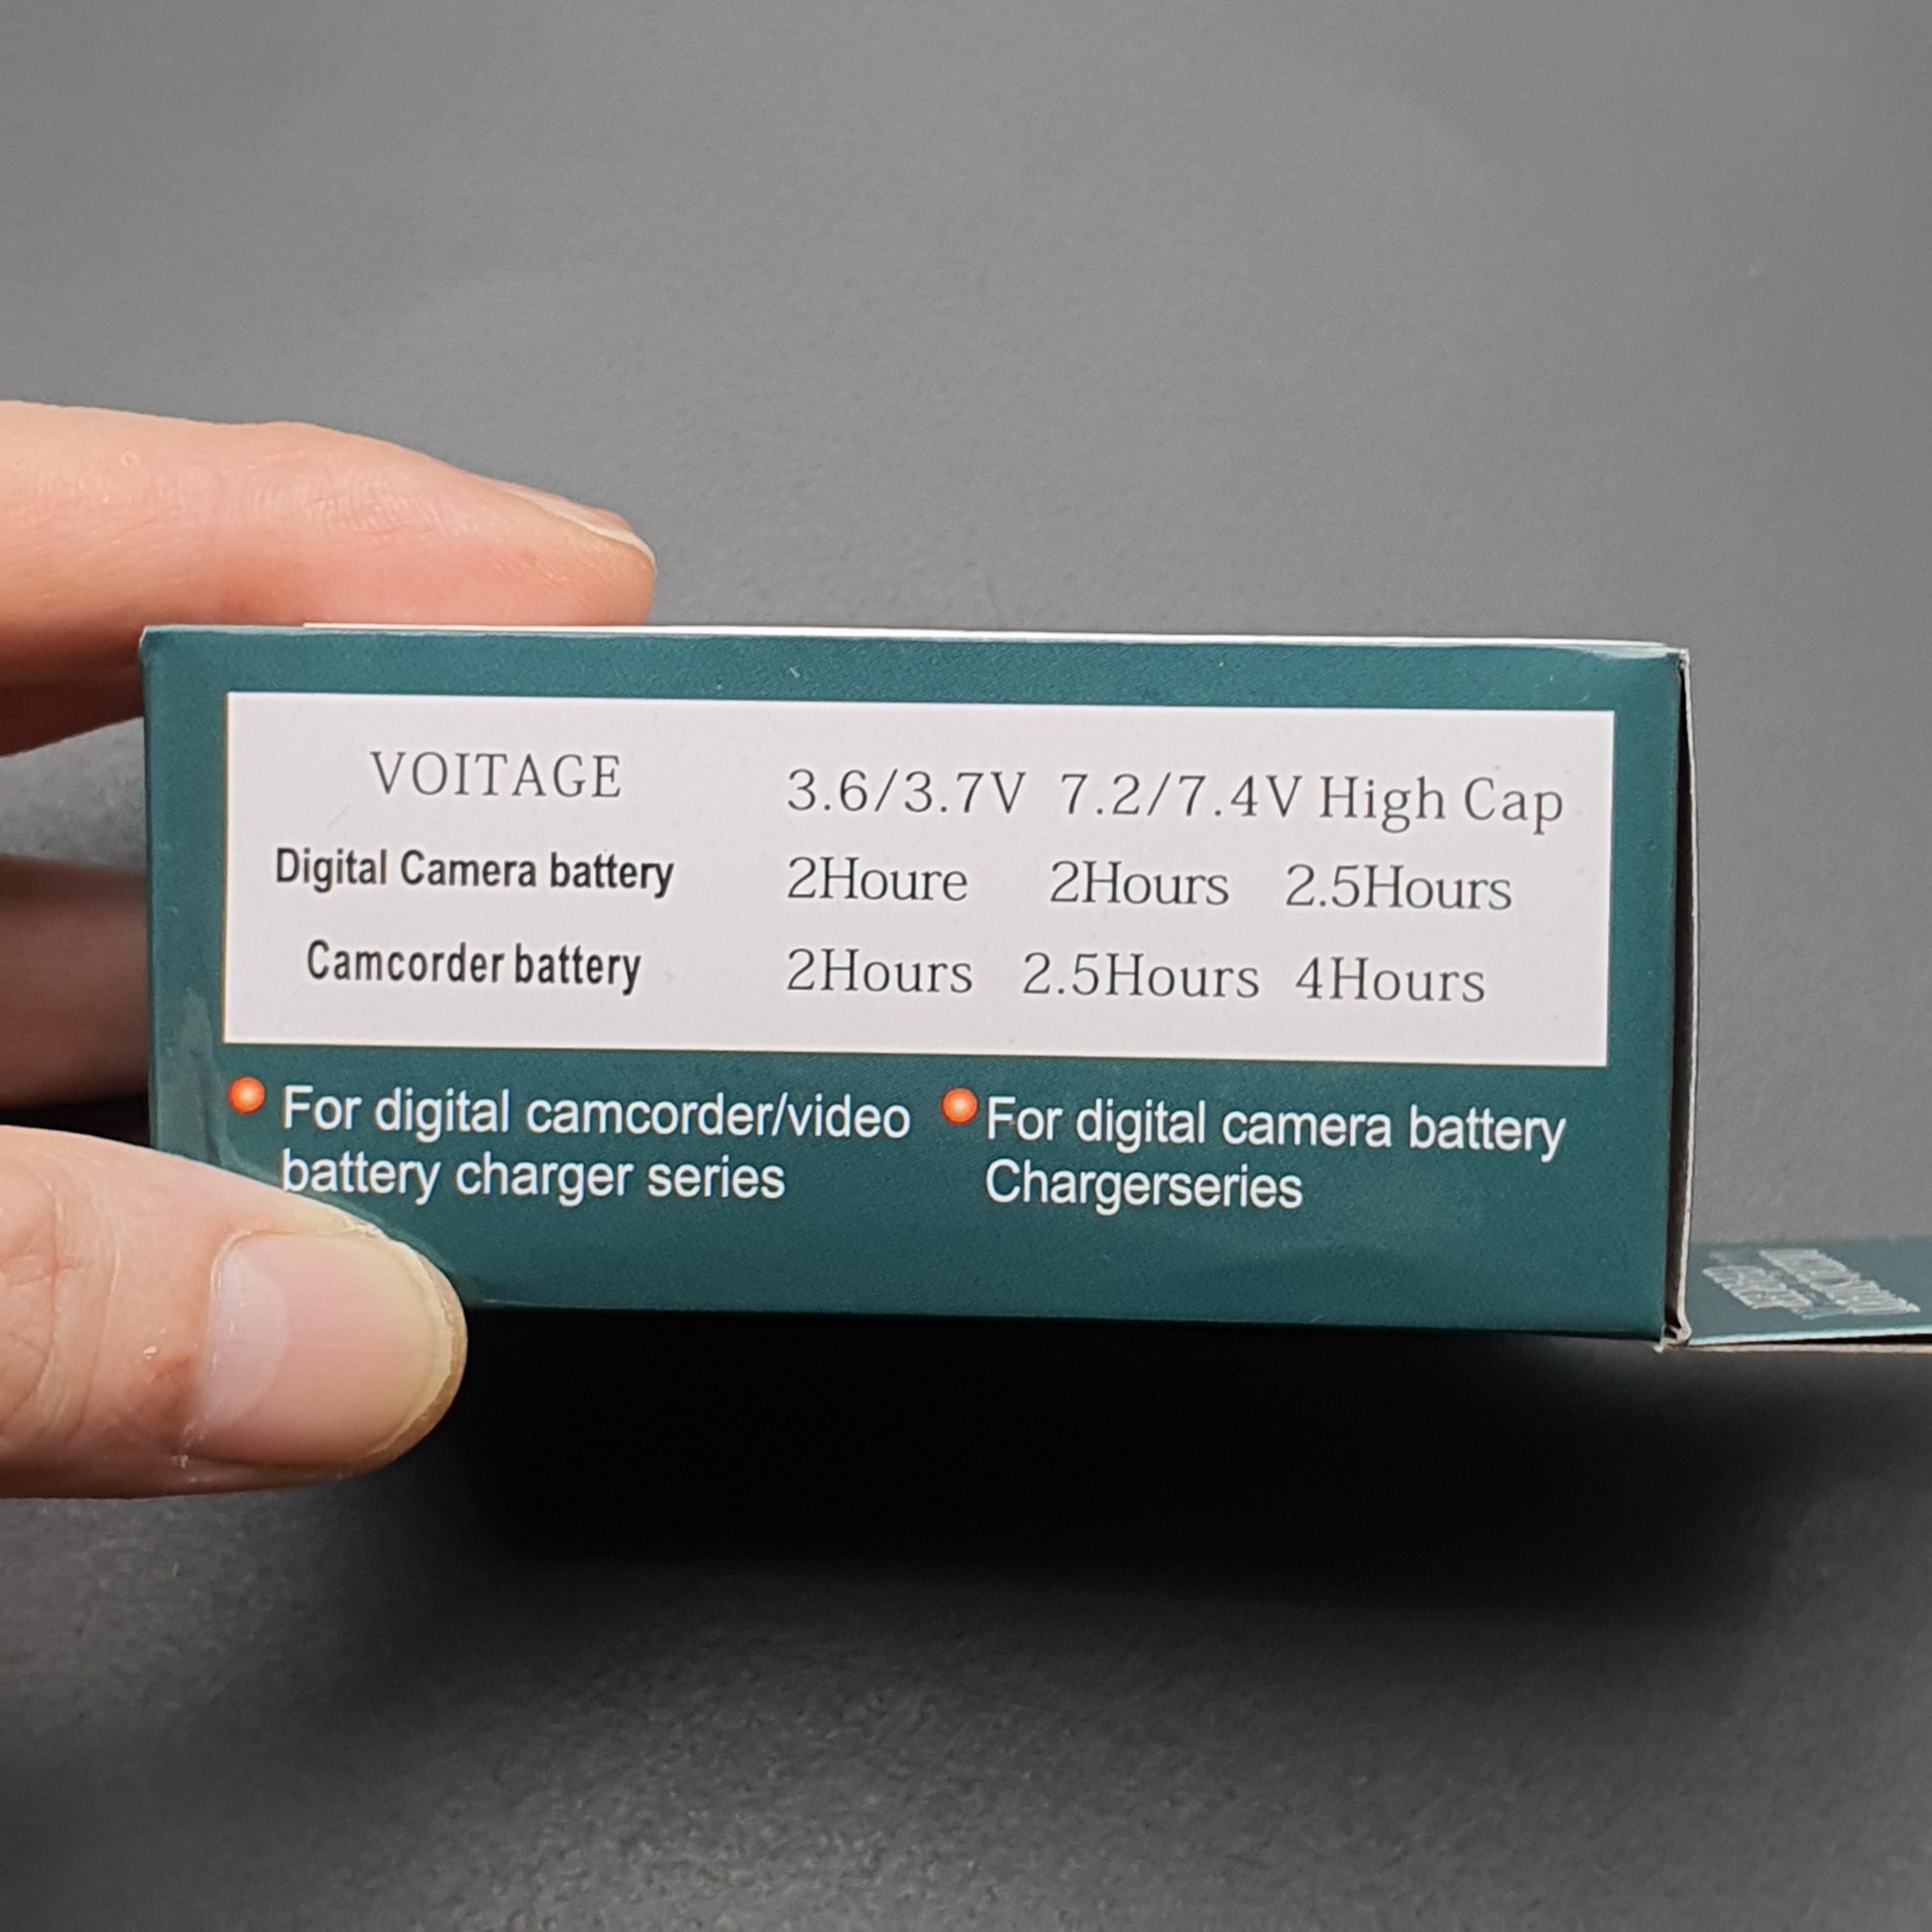 VOITAGE 3.6/3.7V 7.2/7.4V High Cap
Digital Camera battery 2Houre 2Hours 2.5Hours
Camcorder battery 2Hours 2.5Hours 4Hours
For digital camcorder/video
battery charger series
For digital camera battery
Chargerseries